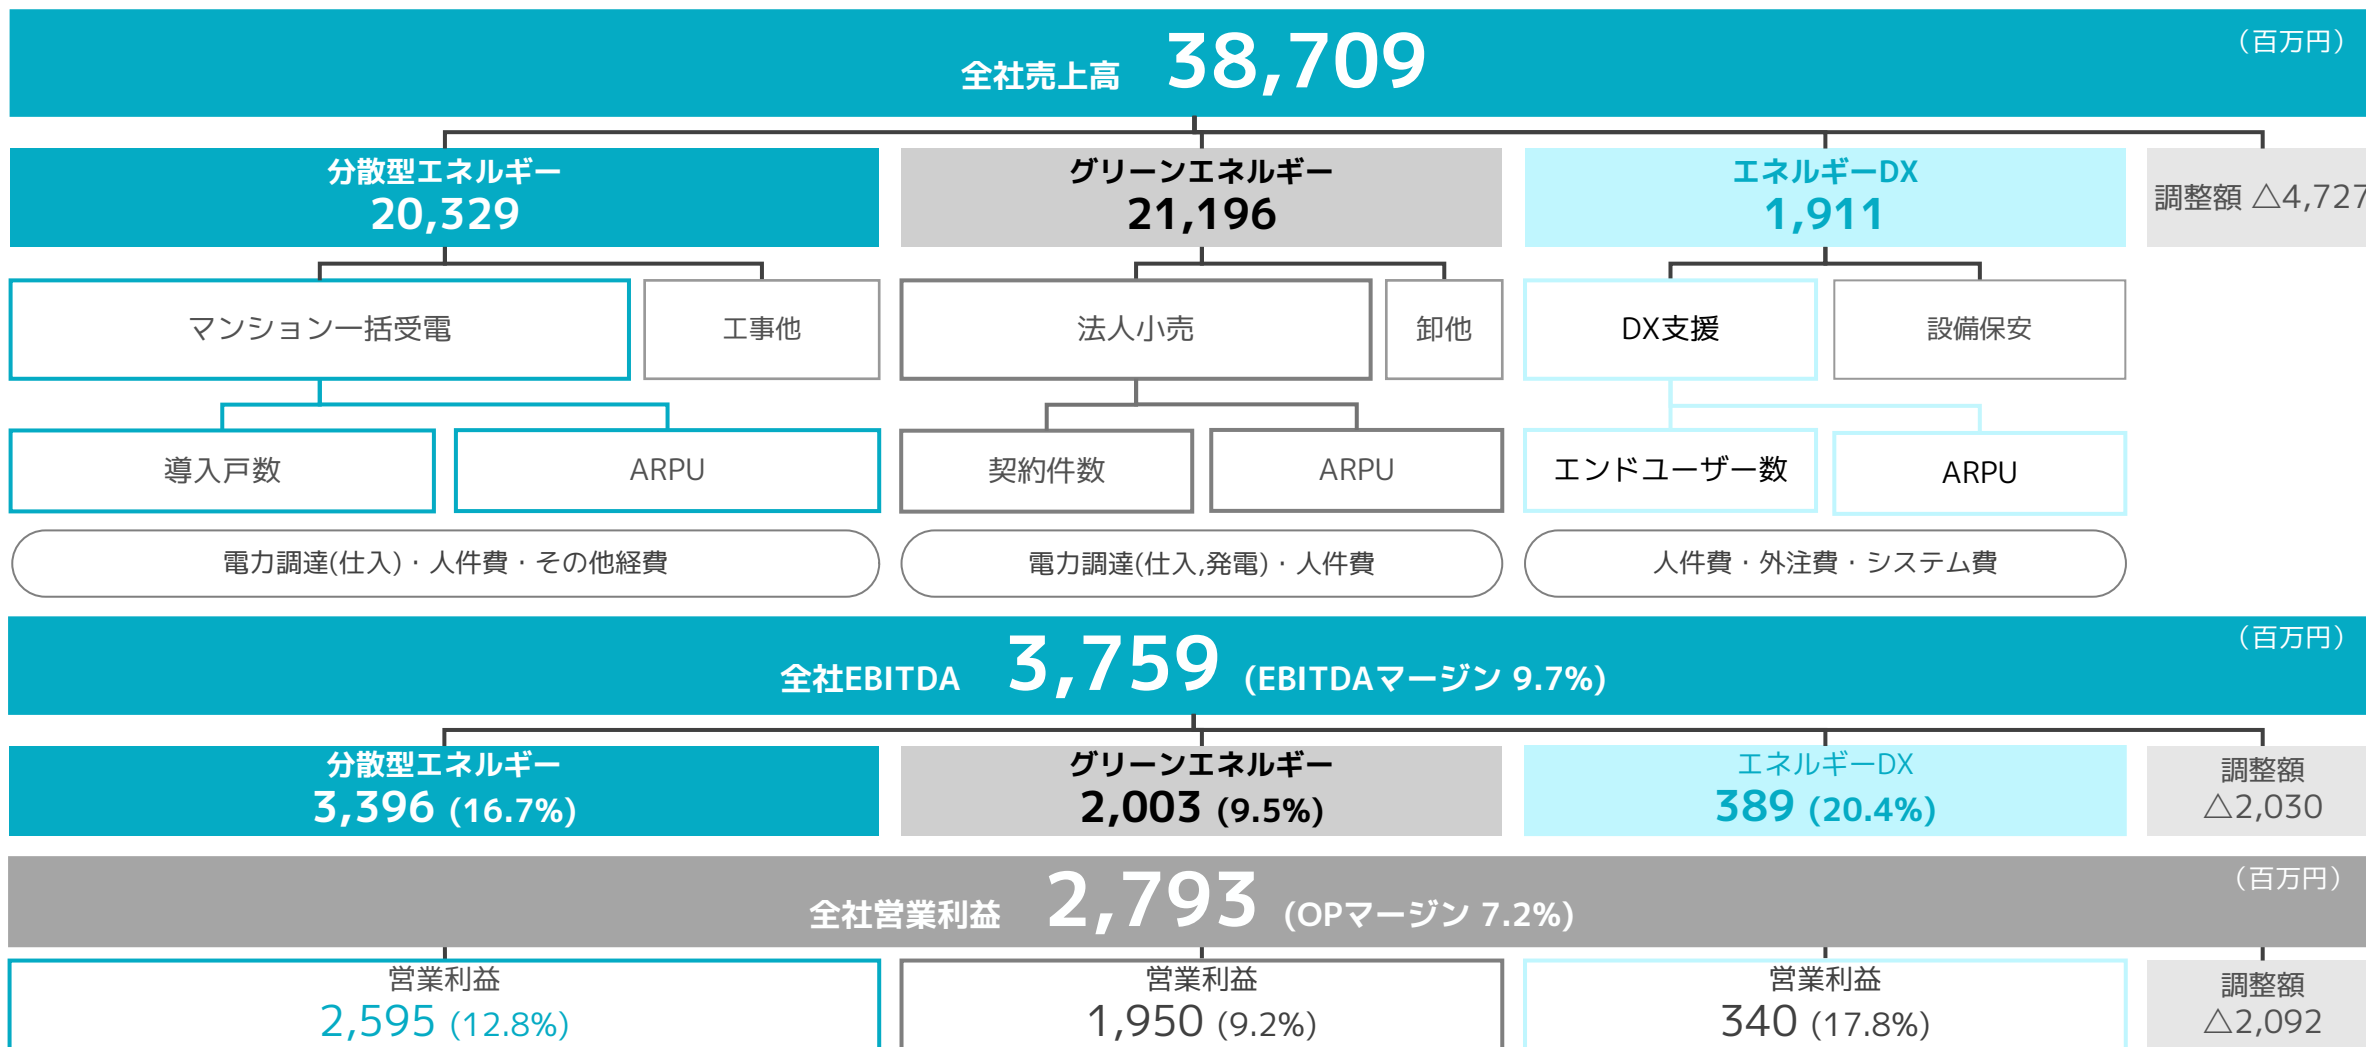 全社売上高 38,709
（百万円）
分散型エネルギー
20,329
グリーンエネルギー
21,196
エネルギーDX
1,911
調整額 △4,727
マンション一括受電
工事他
法人小売
卸他
DX支援
設備保安
導入戸数
ARPU
契約件数
ARPU
エンドユーザー数
ARPU
電力調達(仕入)・人件費・その他経費
電力調達(仕入,発電)・人件費
人件費・外注費・システム費
全社EBITDA 3,759 (EBITDAマージン 9.7%)
（百万円）
分散型エネルギー
3,396 (16.7%)
グリーンエネルギー
2,003 (9.5%)
エネルギーDX
389 (20.4%)
調整額
△2,030
全社営業利益 2,793 (OPマージン 7.2%)
（百万円）
営業利益
2,595 (12.8%)
営業利益
1,950 (9.2%)
営業利益
340 (17.8%)
調整額
△2,092